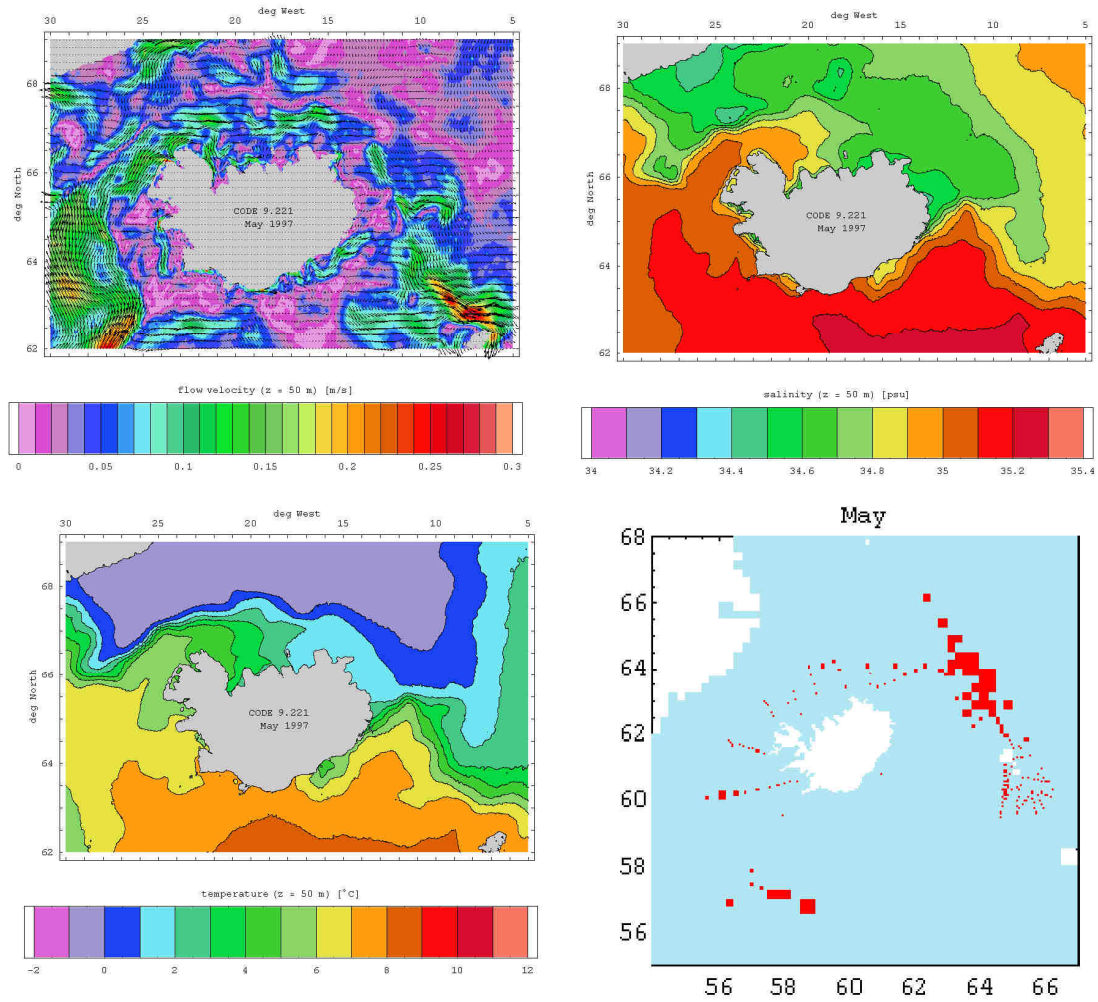 deg West
30 25 20 15 10 5
68
66
64
62
deg North
CODE 9.221
May 1997
flow velocity (z = 50 m) [m/s]
0 0.05 0.1 0.15 0.2 0.25 0.3
deg West
30 25 20 15 10 5
68
66
64
62
deg North
CODE 9.221
May 1997
salinity (z = 50 m) [psu]
34 34.2 34.4 34.6 34.8 35 35.2 35.4
deg West
30 25 20 15 10 5
68
66
64
62
deg North
CODE 9.221
May 1997
temperature (z = 50 m) [°C]
-2 0 2 4 6 8 10 12
May
68
66
64
62
60
58
56
56 58 60 62 64 66